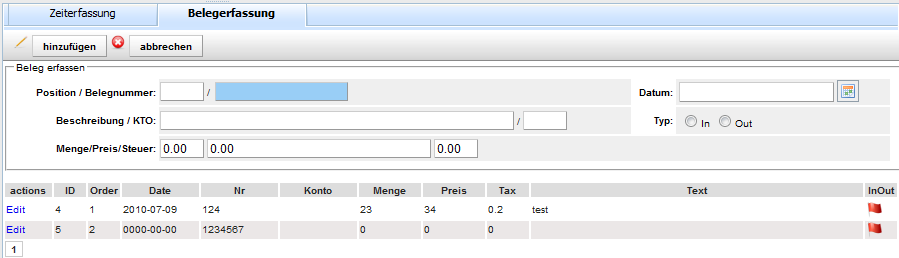 Zeiterfassung Belegerfassung
hinzufügen abbrechen
Beleg erfassen
Position / Belegnummer: / Datum:
Beschreibung / KTO: / Typ: In Out
Menge/Preis/Steuer: 0.00 0.00 0.00
actions ID Order Date Nr Konto Menge Preis Tax Text InOut
Edit 4 1 2010-07-09 124 23 34 0.2 test
Edit 5 2 0000-00-00 1234567 0 0 0
1